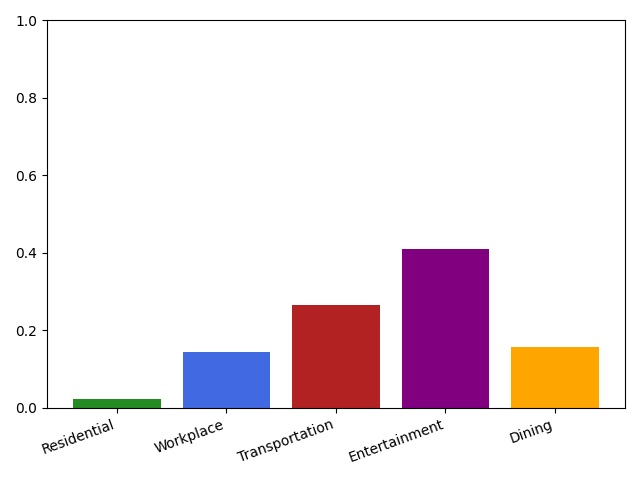 1.0
0.8
0.6
0.4
0.2
0.0
Residential
Workplace
Transportation
Entertainment
Dining